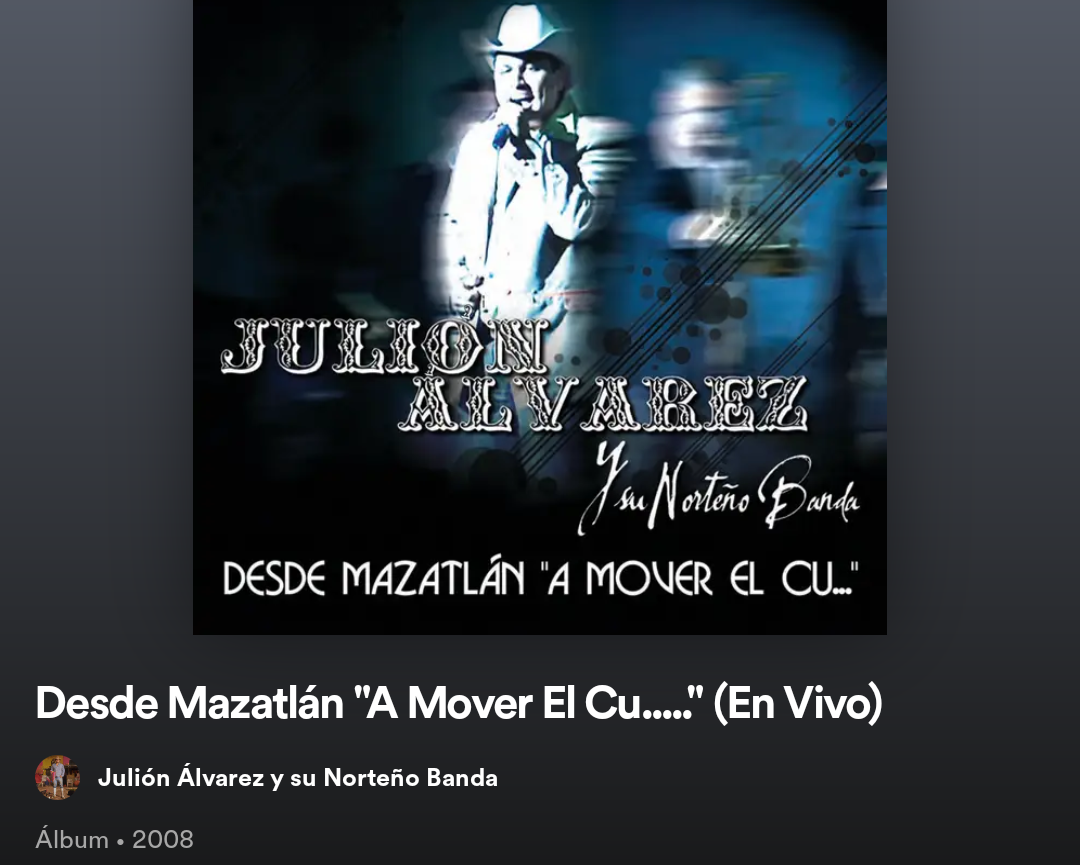 JULIÓN
ÁLVAREZ
y su Norteño Banda
DESDE MAZATLÁN "A MOVER EL CU..."
Desde Mazatlán "A Mover El Cu....." (En Vivo)
Julión Álvarez y su Norteño Banda
Álbum • 2008